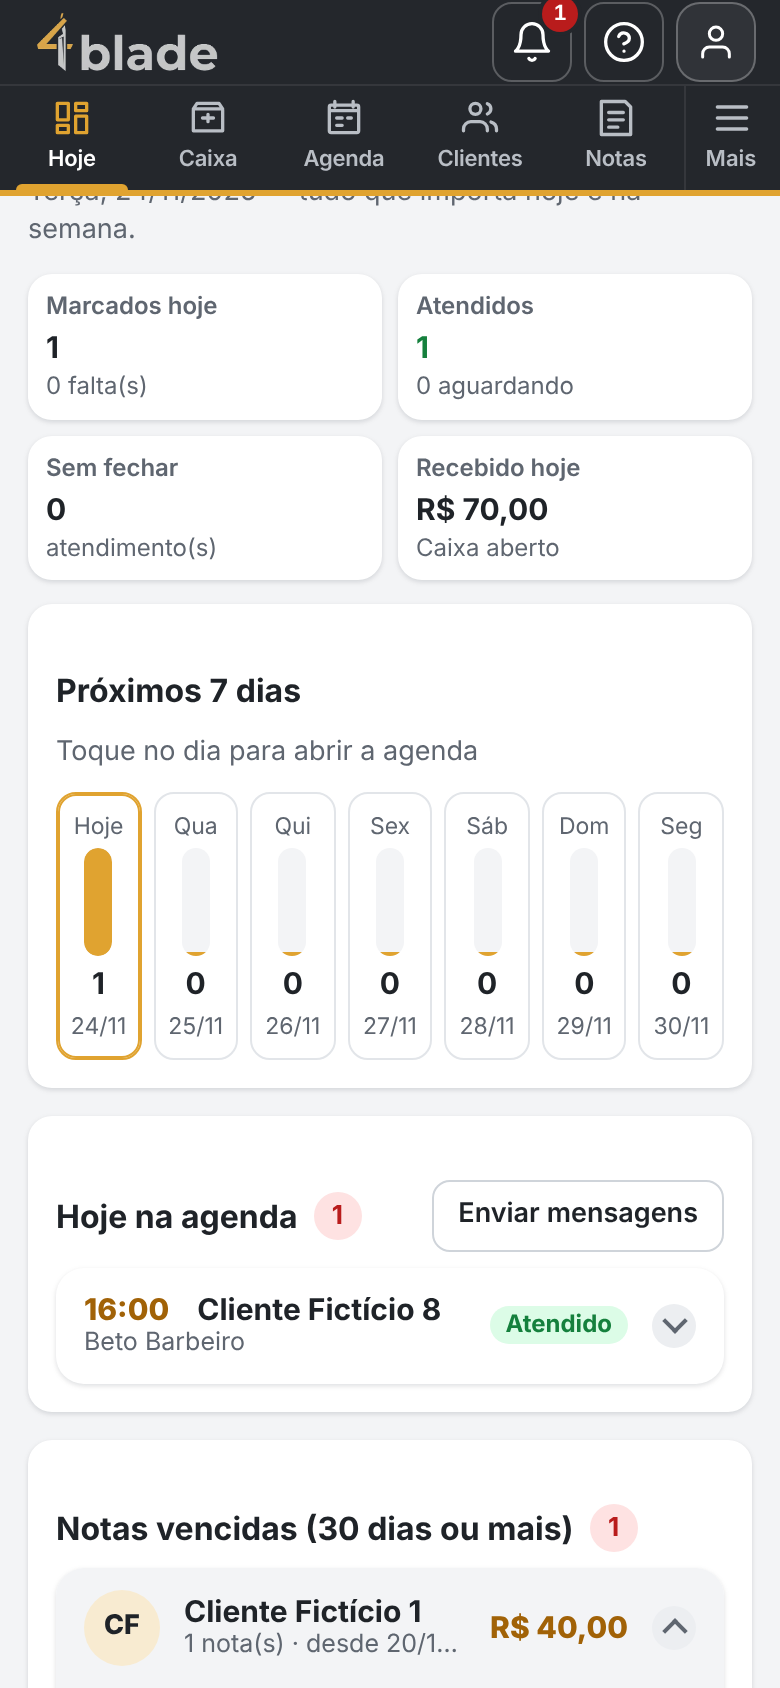 4blade
1
Hoje
Caixa
Agenda
Clientes
Notas
Mais
semana.
Marcados hoje
1
0 falta(s)
Atendidos
1
0 aguardando
Sem fechar
0
atendimento(s)
Recebido hoje
R$ 70,00
Caixa aberto
Próximos 7 dias
Toque no dia para abrir a agenda
Hoje
1
24/11
Qua
0
25/11
Qui
0
26/11
Sex
0
27/11
Sáb
0
28/11
Dom
0
29/11
Seg
0
30/11
Hoje na agenda 1
Enviar mensagens
16:00 Cliente Fictício 8
Beto Barbeiro
Atendido
Notas vencidas (30 dias ou mais) 1
CF
Cliente Fictício 1
1 nota(s) · desde 20/1...
R$ 40,00